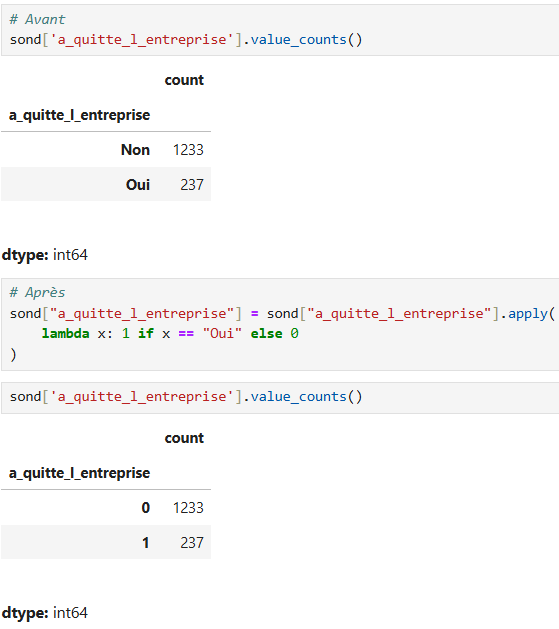 # Avant
sond['a_quitte_l_entreprise'].value_counts()
count
a_quitte_l_entreprise
Non 1233
Oui 237
dtype: int64
# Après
sond["a_quitte_l_entreprise"] = sond["a_quitte_l_entreprise"].apply(
    lambda x: 1 if x == "Oui" else 0
)
sond['a_quitte_l_entreprise'].value_counts()
count
a_quitte_l_entreprise
0 1233
1 237
dtype: int64